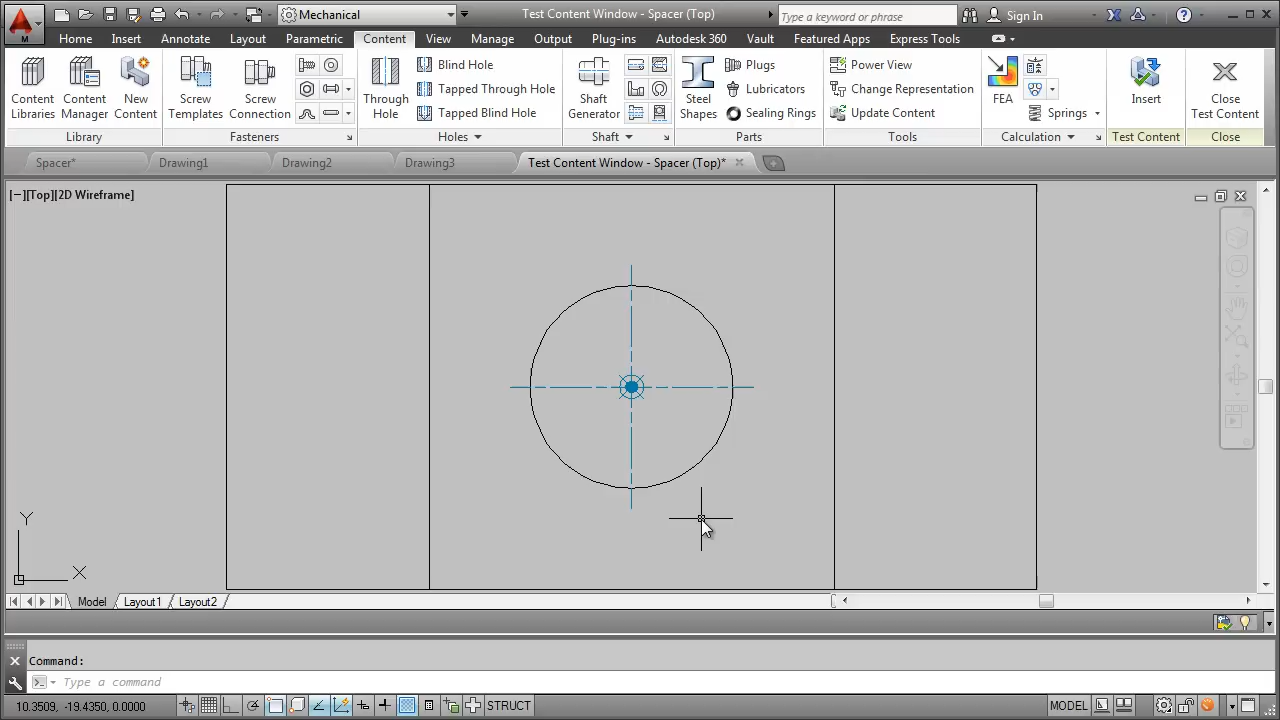 Mechanical
Test Content Window - Spacer (Top)
Type a keyword or phrase
Sign In
M
Home Insert Annotate Layout Parametric Content View Manage Output Plug-ins Autodesk 360 Vault Featured Apps Express Tools
Content Libraries
Content Manager
New Content
Library
Screw Templates
Screw Connection
Fasteners
Through Hole
Blind Hole
Tapped Through Hole
Tapped Blind Hole
Holes
Shaft Generator
Shaft
Steel Shapes
Plugs
Lubricators
Sealing Rings
Parts
Power View
Change Representation
Update Content
Tools
FEA
Springs
Calculation
Insert
Test Content
Close Test Content
Close
Spacer* Drawing1 Drawing2 Drawing3 Test Content Window - Spacer (Top)*
[−][Top][2D Wireframe]
Y
X
Model Layout1 Layout2
Command:
Type a command
10.3509, -19.4350, 0.0000
STRUCT
MODEL